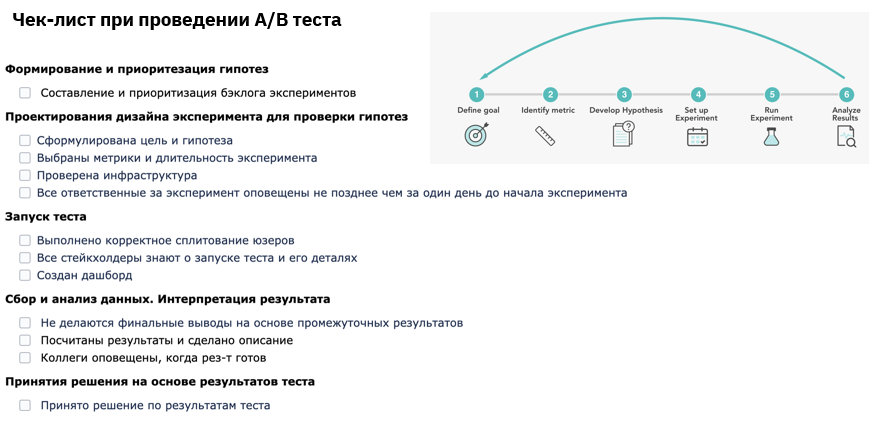 Чек-лист при проведении A/B теста
Формирование и приоритезация гипотез
Составление и приоритизация бэклога экспериментов
Проектирования дизайна эксперимента для проверки гипотез
Сформулирована цель и гипотеза
Выбраны метрики и длительность эксперимента
Проверена инфраструктура
Все ответственные за эксперимент оповещены не позднее чем за один день до начала эксперимента
Запуск теста
Выполнено корректное сплитование юзеров
Все стейкхолдеры знают о запуске теста и его деталях
Создан дашборд
Сбор и анализ данных. Интерпретация результата
Не делаются финальные выводы на основе промежуточных результатов
Посчитаны результаты и сделано описание
Коллеги оповещены, когда рез-т готов
Принятия решения на основе результатов теста
Принято решение по результатам теста
1
Define goal
2
Identify metric
3
Develop Hypothesis
?
4
Set up
Experiment
5
Run
Experiment
6
Analyze
Results